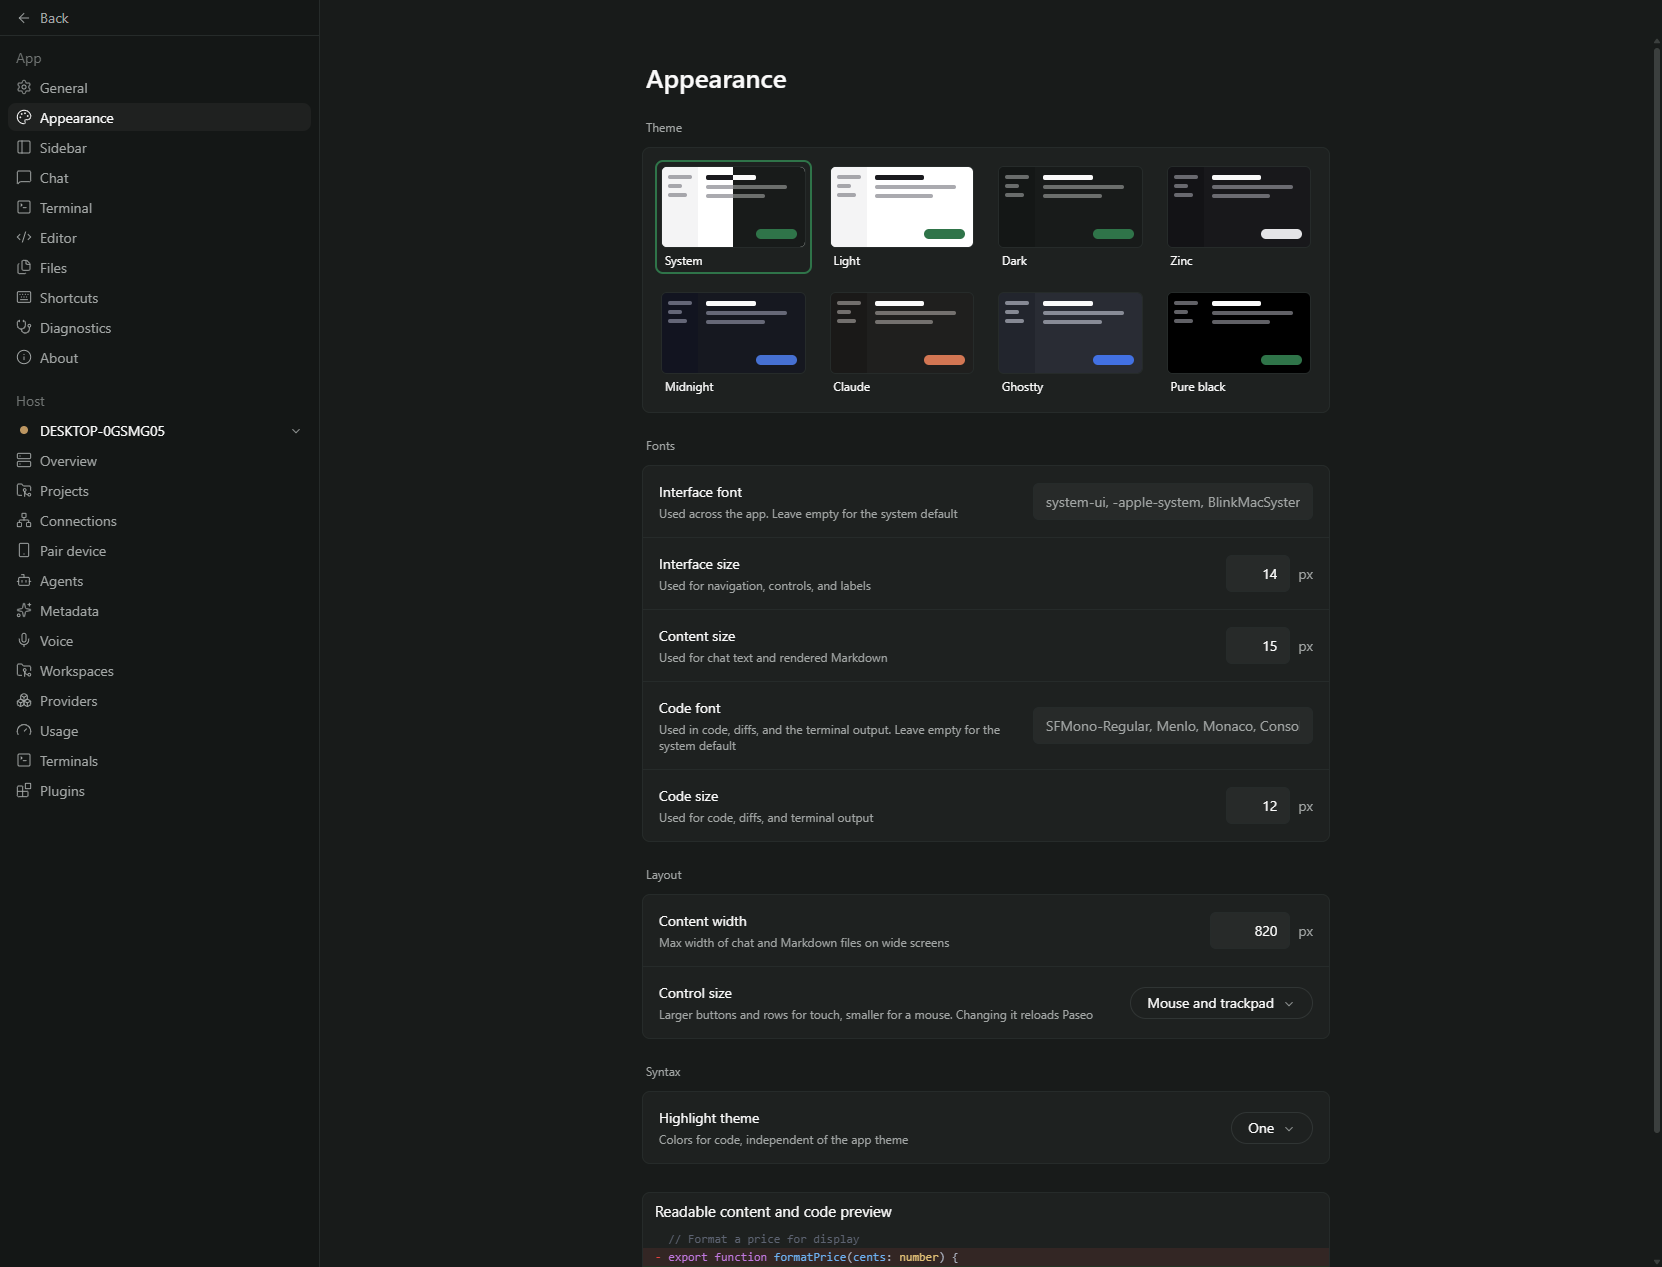 Back
App
General
Appearance
Sidebar
Chat
Terminal
Editor
Files
Shortcuts
Diagnostics
About
Host
DESKTOP-0GSMG05
Overview
Projects
Connections
Pair device
Agents
Metadata
Voice
Workspaces
Providers
Usage
Terminals
Plugins
Appearance
Theme
System
Light
Dark
Zinc
Midnight
Claude
Ghostty
Pure black
Fonts
Interface font
Used across the app. Leave empty for the system default
system-ui, -apple-system, BlinkMacSyster
Interface size
Used for navigation, controls, and labels
14 px
Content size
Used for chat text and rendered Markdown
15 px
Code font
Used in code, diffs, and the terminal output. Leave empty for the
system default
SFMono-Regular, Menlo, Monaco, Conso
Code size
Used for code, diffs, and terminal output
12 px
Layout
Content width
Max width of chat and Markdown files on wide screens
820 px
Control size
Larger buttons and rows for touch, smaller for a mouse. Changing it reloads Paseo
Mouse and trackpad
Syntax
Highlight theme
Colors for code, independent of the app theme
One
Readable content and code preview
// Format a price for display
- export function formatPrice(cents: number) {